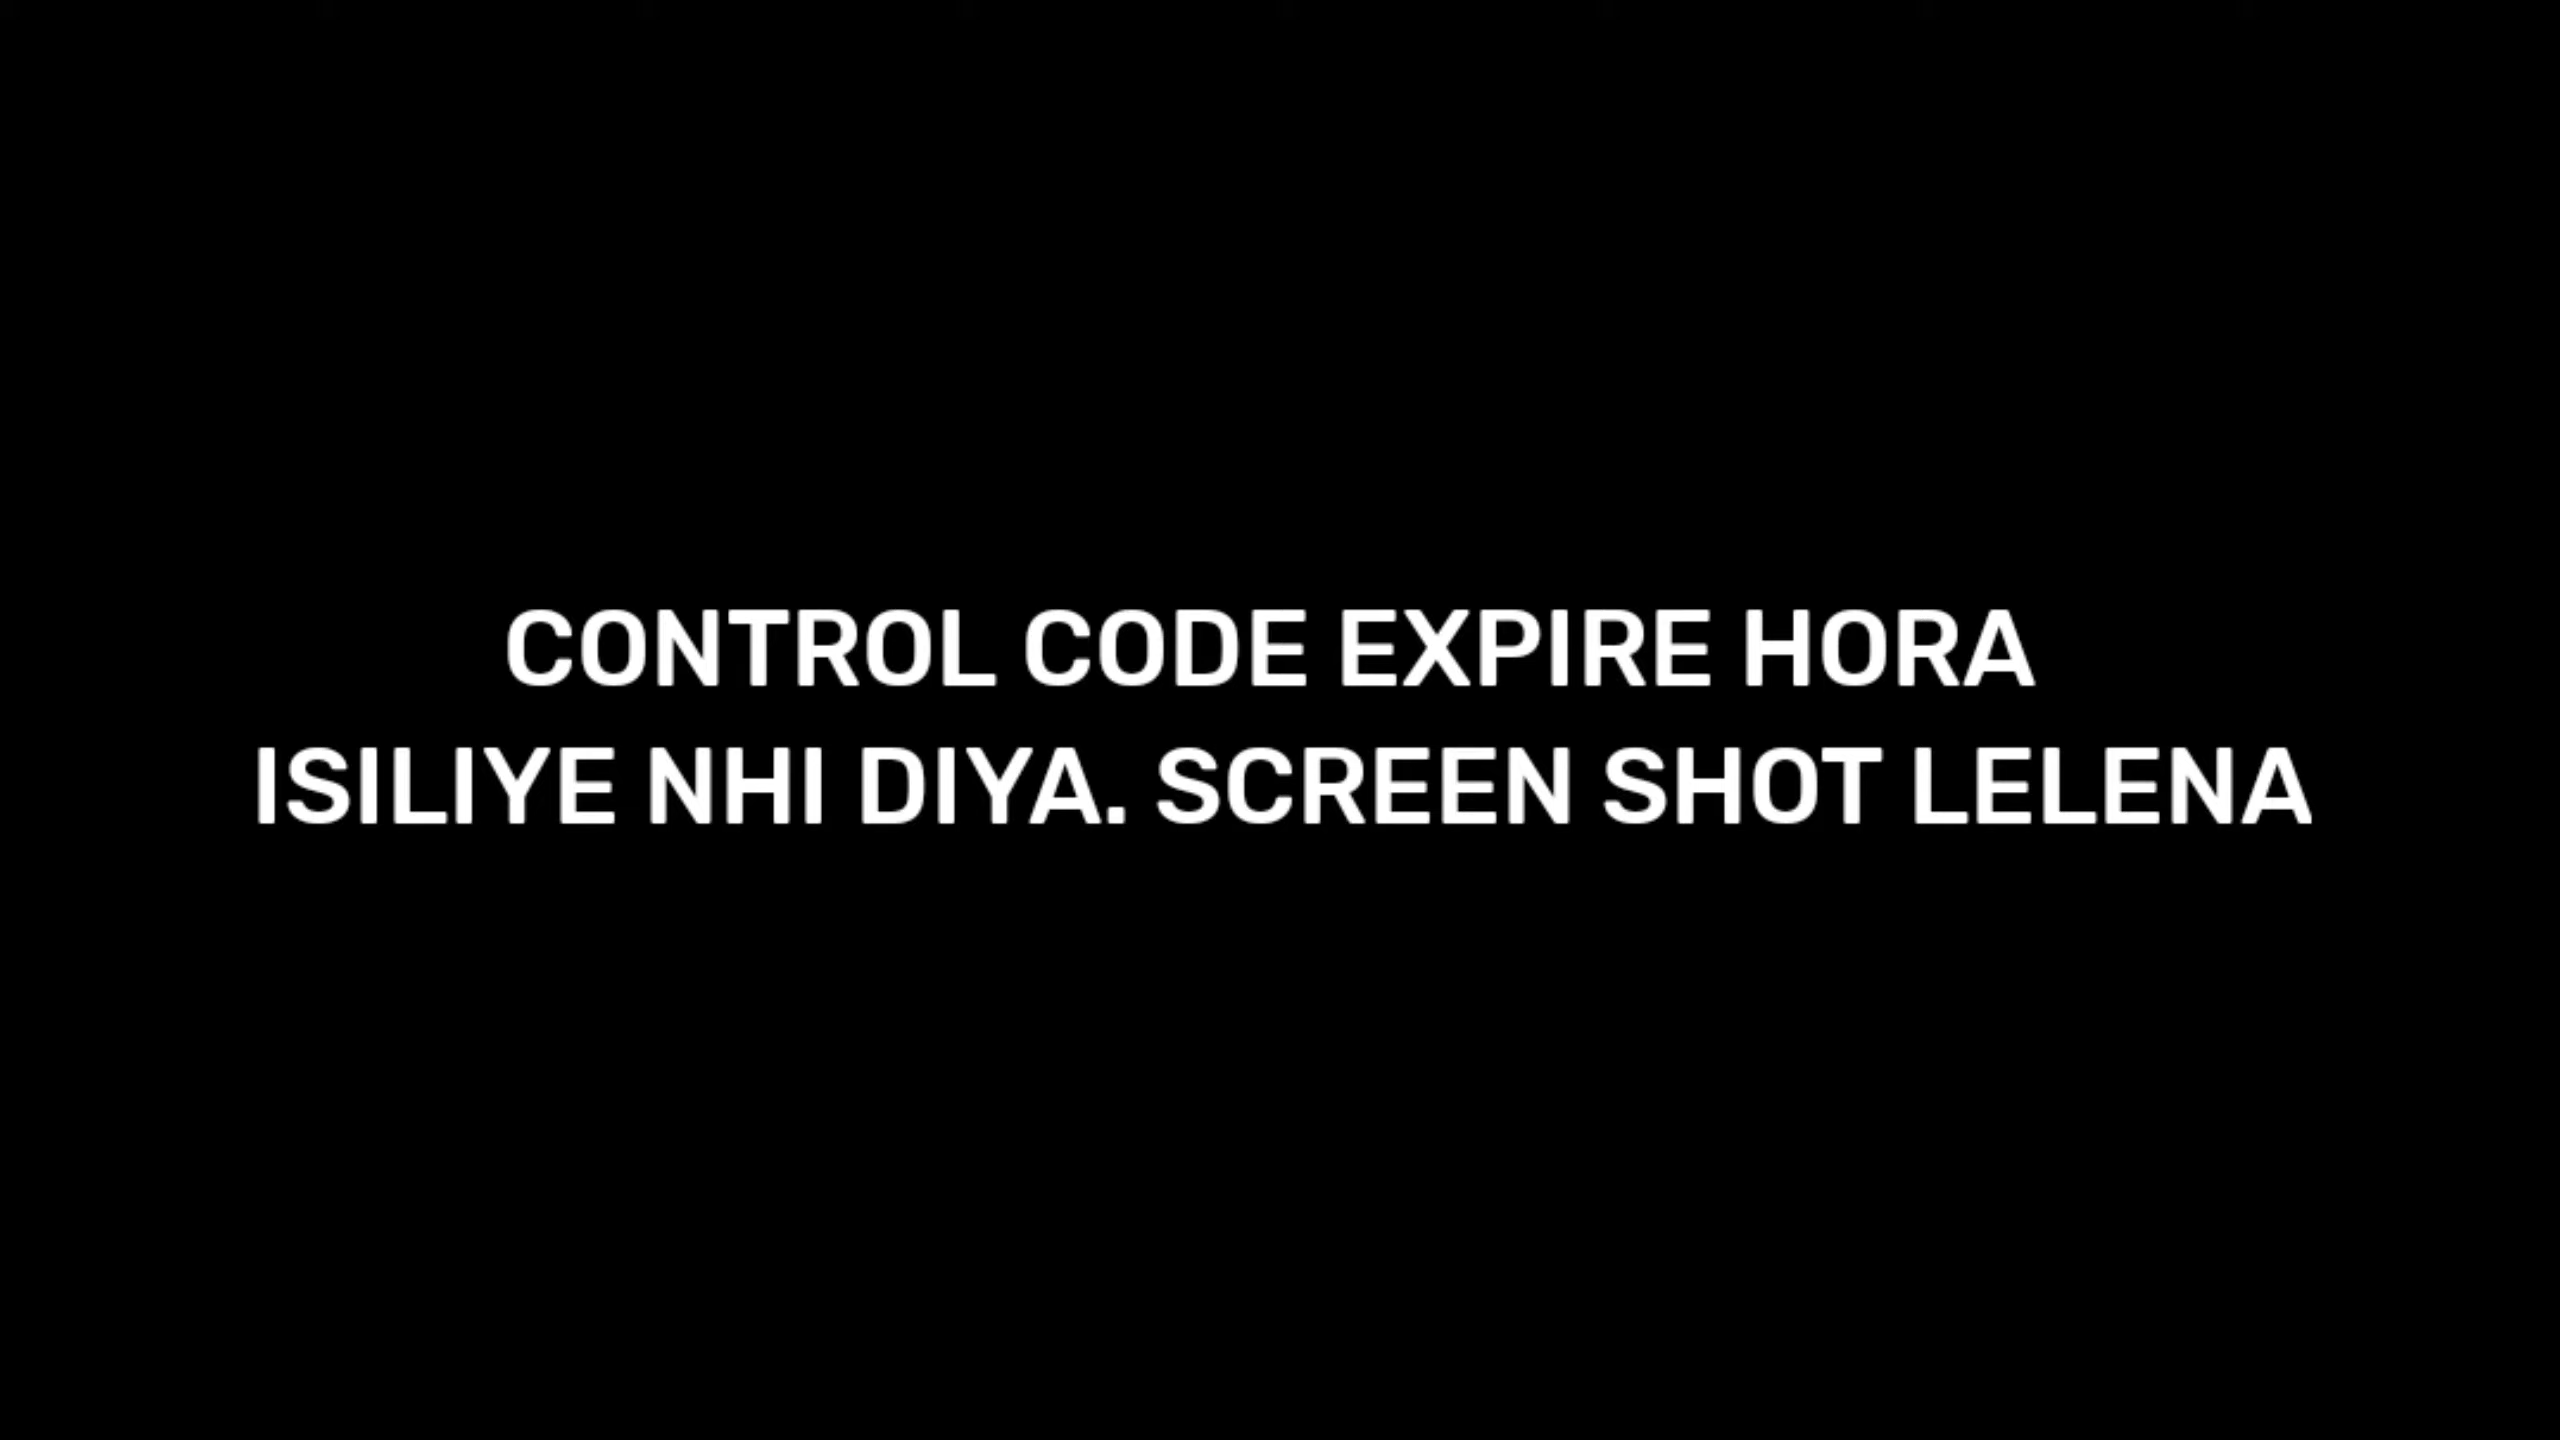 CONTROL CODE EXPIRE HORA
ISILIYE NHI DIYA. SCREEN SHOT LELENA